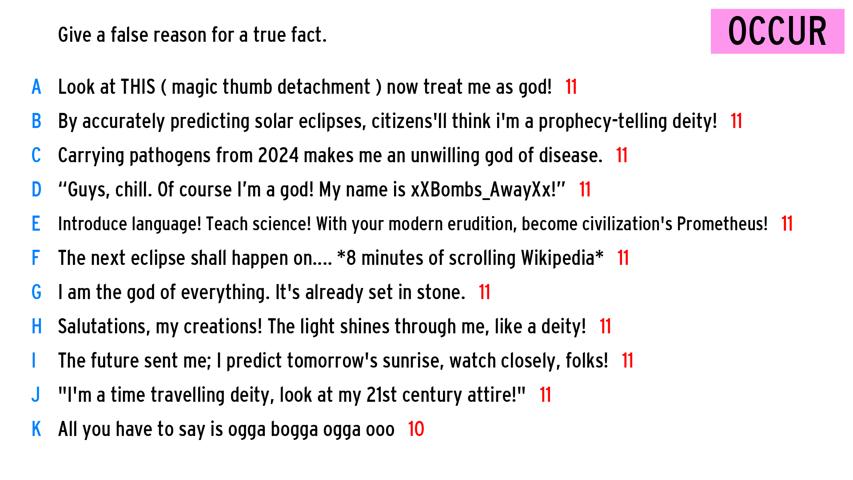 Give a false reason for a true fact.
OCCUR
A Look at THIS ( magic thumb detachment ) now treat me as god! 11
B By accurately predicting solar eclipses, citizens'll think i'm a prophecy-telling deity! 11
C Carrying pathogens from 2024 makes me an unwilling god of disease. 11
D “Guys, chill. Of course I’m a god! My name is xXBombs_AwayXx!” 11
E Introduce language! Teach science! With your modern erudition, become civilization's Prometheus! 11
F The next eclipse shall happen on.... *8 minutes of scrolling Wikipedia* 11
G I am the god of everything. It's already set in stone. 11
H Salutations, my creations! The light shines through me, like a deity! 11
I The future sent me; I predict tomorrow's sunrise, watch closely, folks! 11
J "I'm a time travelling deity, look at my 21st century attire!" 11
K All you have to say is ogga bogga ogga ooo 10